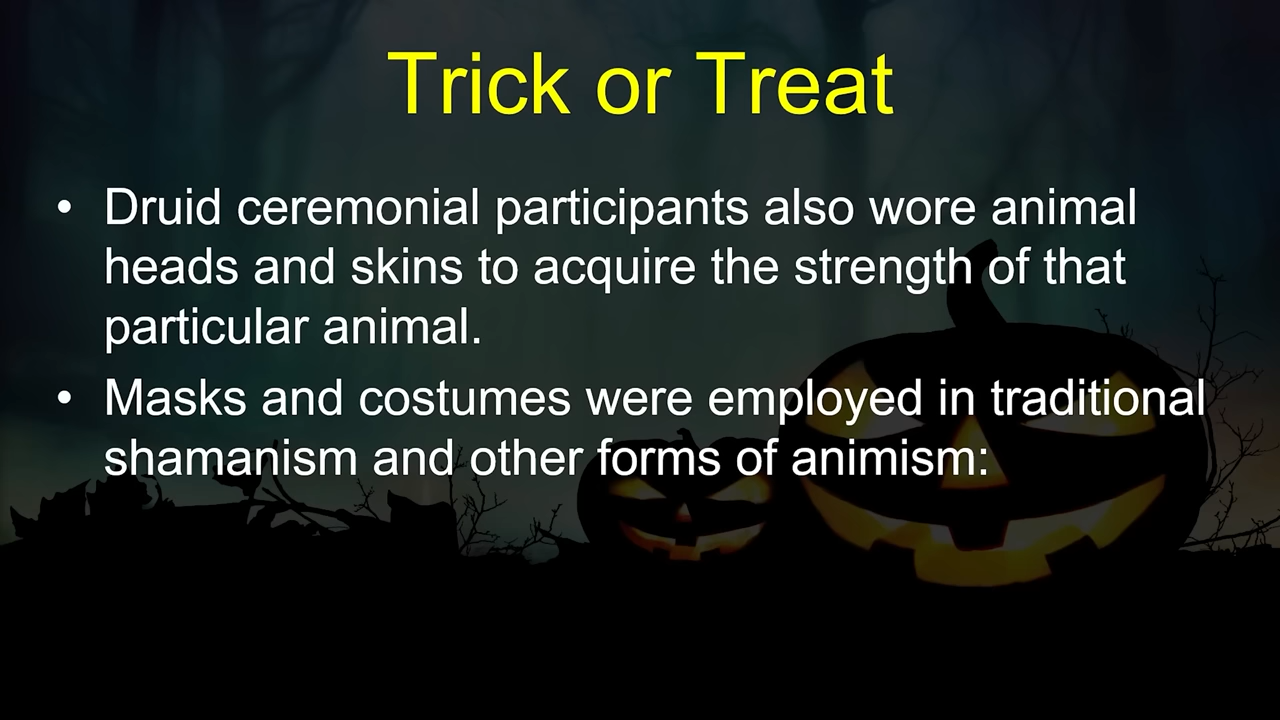 Trick or Treat
• Druid ceremonial participants also wore animal
heads and skins to acquire the strength of that
particular animal.
• Masks and costumes were employed in traditional
shamanism and other forms of animism: